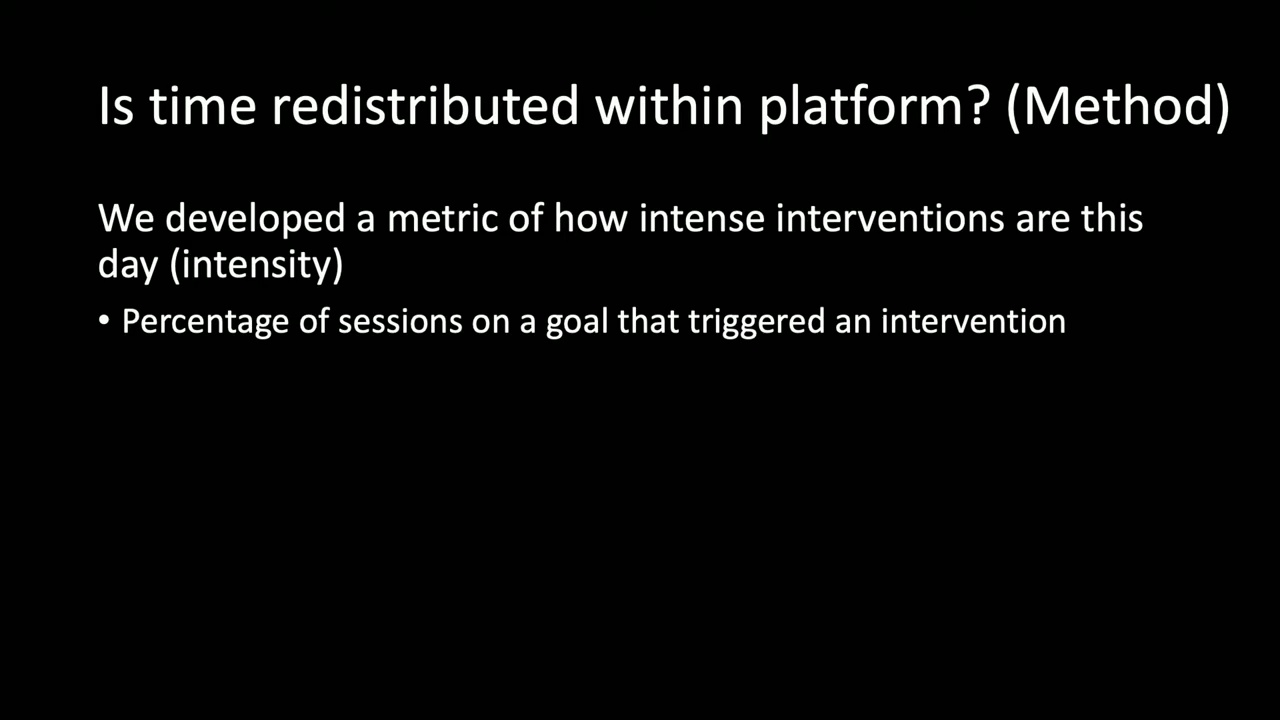 Is time redistributed within platform? (Method)
We developed a metric of how intense interventions are this
day (intensity)
• Percentage of sessions on a goal that triggered an intervention